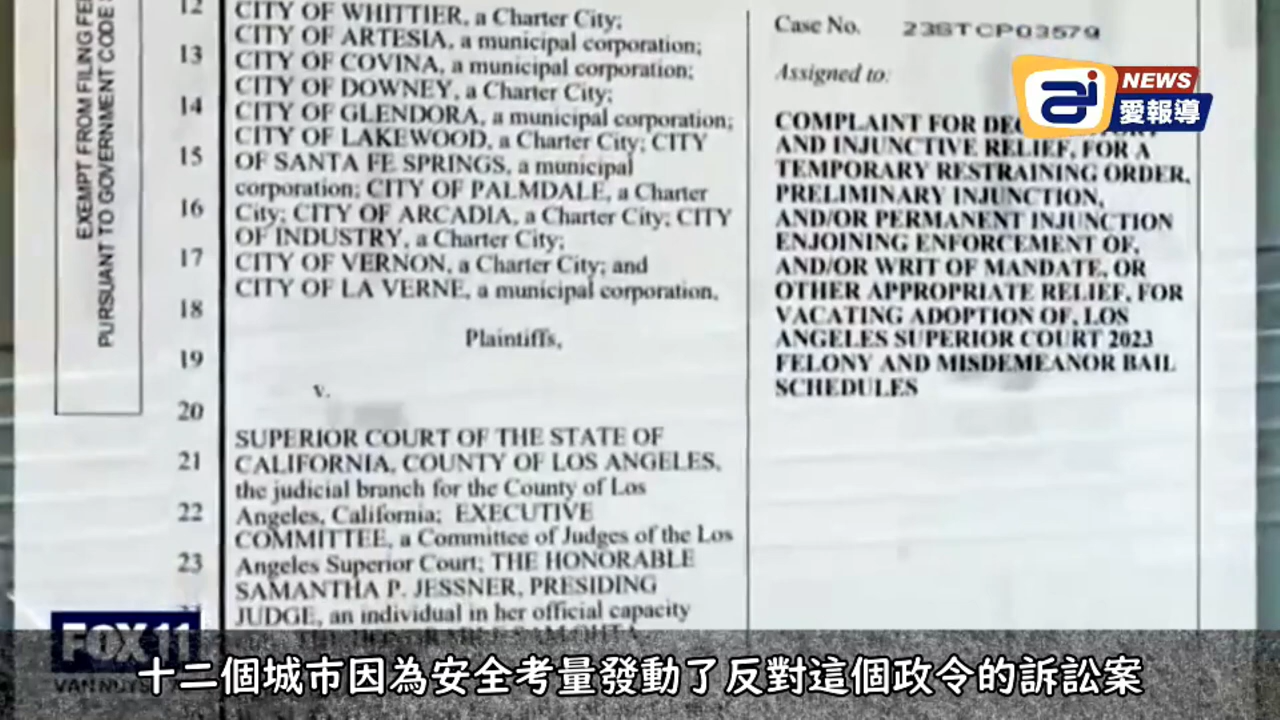 EXEMPT FROM FILING
PURSUANT TO GOVERNMENT CODE
12
13
14
15
16
17
18
19
20
21
22
23
CITY OF WHITTIER, a Charter City;
CITY OF ARTESIA, a municipal corporation;
CITY OF COVINA, a municipal corporation;
CITY OF DOWNEY, a Charter City;
CITY OF GLENDORA, a municipal corporation;
CITY OF LAKEWOOD, a Charter City; CITY
OF SANTA FE SPRINGS, a municipal
corporation; CITY OF PALMDALE, a Charter
City; CITY OF ARCADIA, a Charter City; CITY
OF INDUSTRY, a Charter City;
CITY OF VERNON, a Charter City; and
CITY OF LA VERNE, a municipal corporation,
Plaintiffs,
v.
SUPERIOR COURT OF THE STATE OF
CALIFORNIA, COUNTY OF LOS ANGELES,
the judicial branch for the County of Los
Angeles, California; EXECUTIVE
COMMITTEE, a Committee of Judges of the Los
Angeles Superior Court; THE HONORABLE
SAMANTHA P. JESSNER, PRESIDING
JUDGE, an individual in her official capacity
Case No. 23STCP03579
Assigned to:
COMPLAINT FOR
AND INJUNCTIVE RELIEF, FOR A
TEMPORARY RESTRAINING ORDER,
PRELIMINARY INJUNCTION,
AND/OR PERMANENT INJUNCTION
ENJOINING ENFORCEMENT OF,
AND/OR WRIT OF MANDATE, OR
OTHER APPROPRIATE RELIEF, FOR
VACATING ADOPTION OF, LOS
ANGELES SUPERIOR COURT 2023
FELONY AND MISDEMEANOR BAIL
SCHEDULES
ai NEWS
愛報導
FOX 11
十二個城市因為安全考量發動了反對這個政令的訴訟案